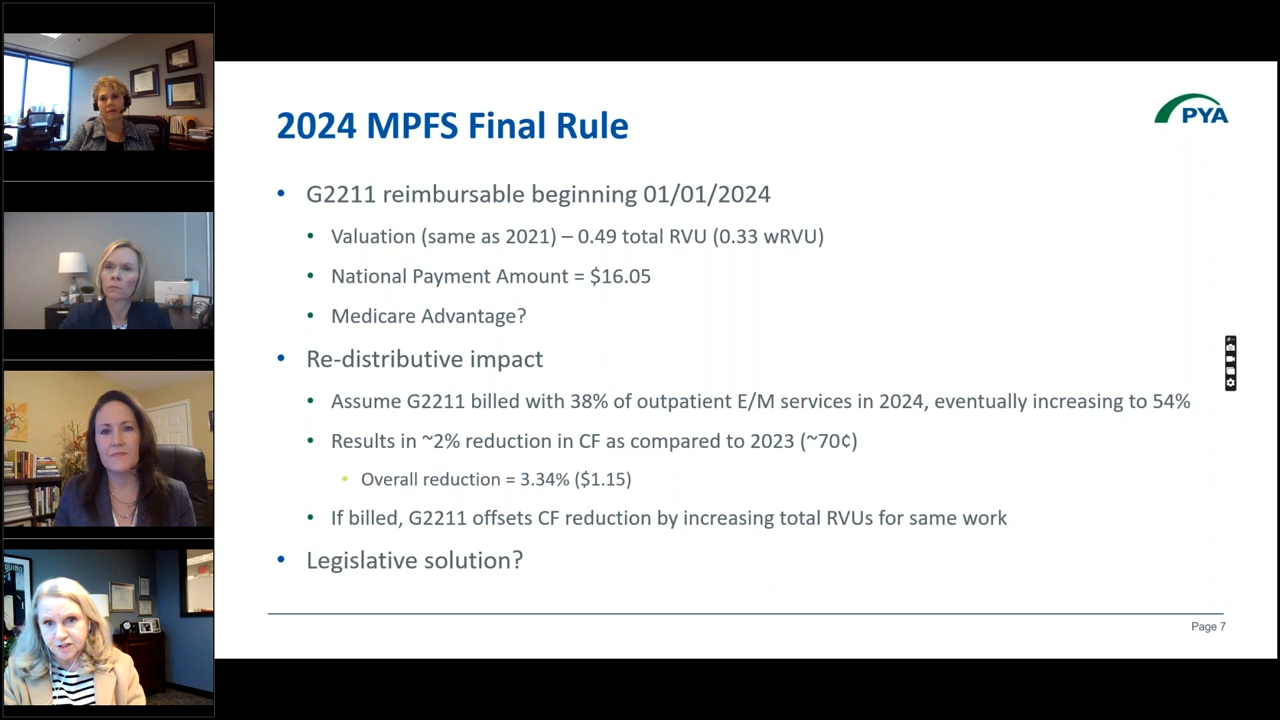 2024 MPFS Final Rule
PYA
• G2211 reimbursable beginning 01/01/2024
• Valuation (same as 2021) – 0.49 total RVU (0.33 wRVU)
• National Payment Amount = $16.05
• Medicare Advantage?
• Re-distributive impact
• Assume G2211 billed with 38% of outpatient E/M services in 2024, eventually increasing to 54%
• Results in ~2% reduction in CF as compared to 2023 (~70¢)
• Overall reduction = 3.34% ($1.15)
• If billed, G2211 offsets CF reduction by increasing total RVUs for same work
• Legislative solution?
Page 7